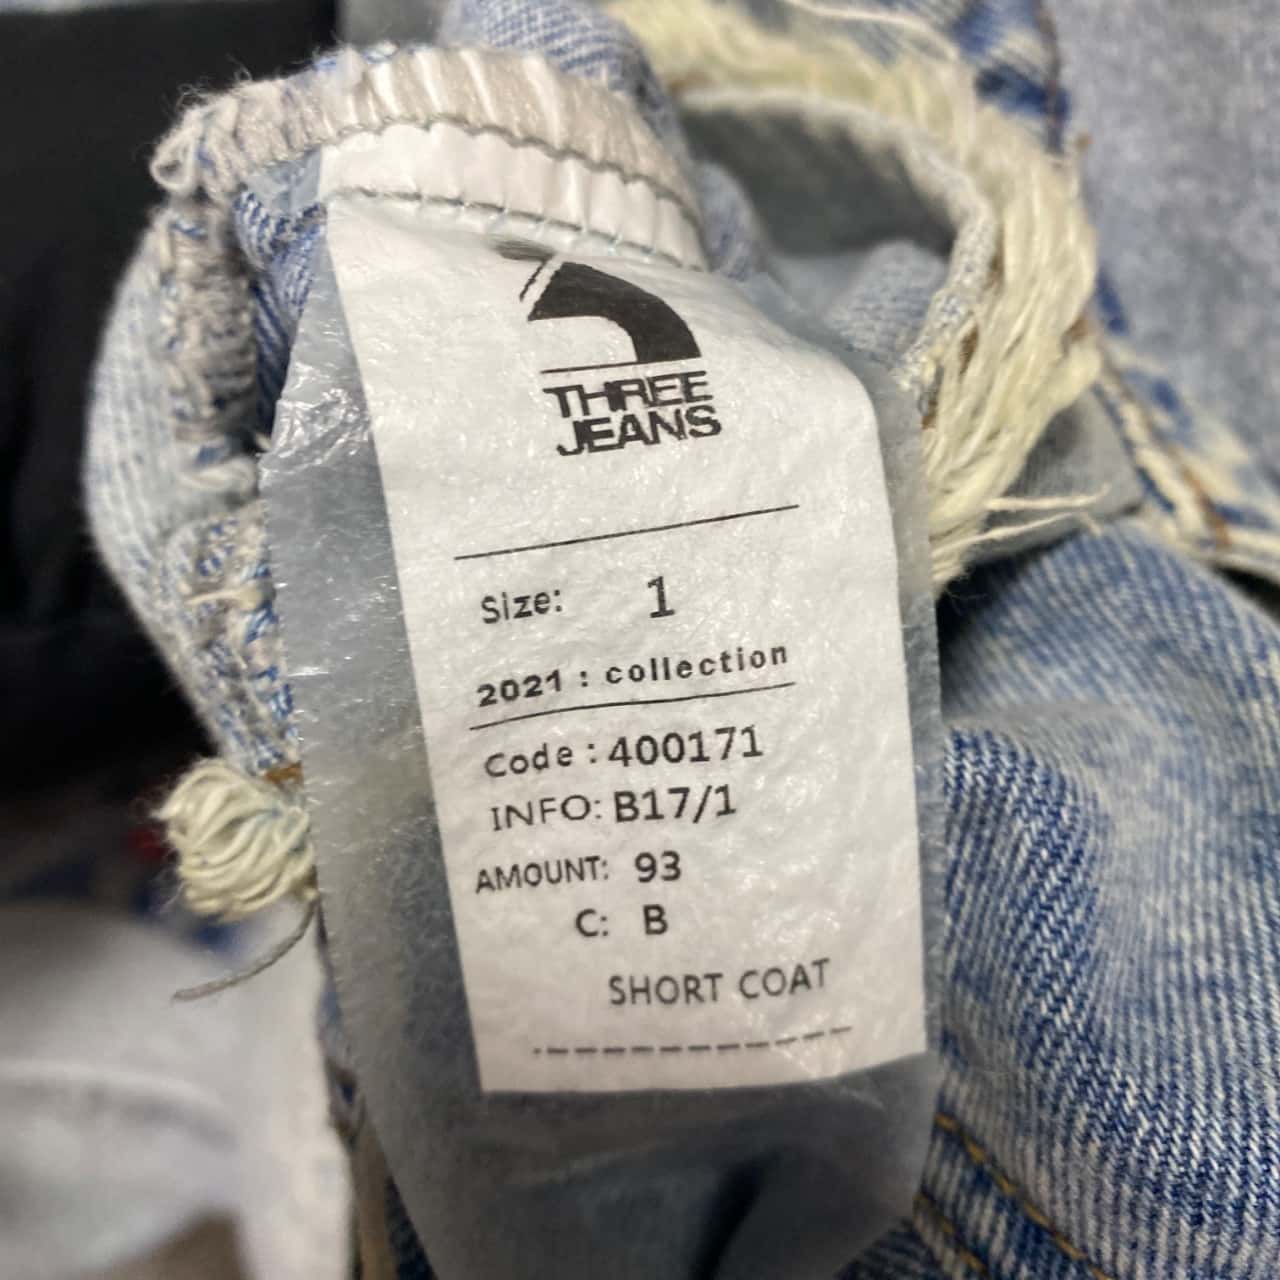 THREE
JEANS
Size: 1
2021 : collection
Code : 400171
INFO: B17/1
AMOUNT: 93
C: B
SHORT COAT